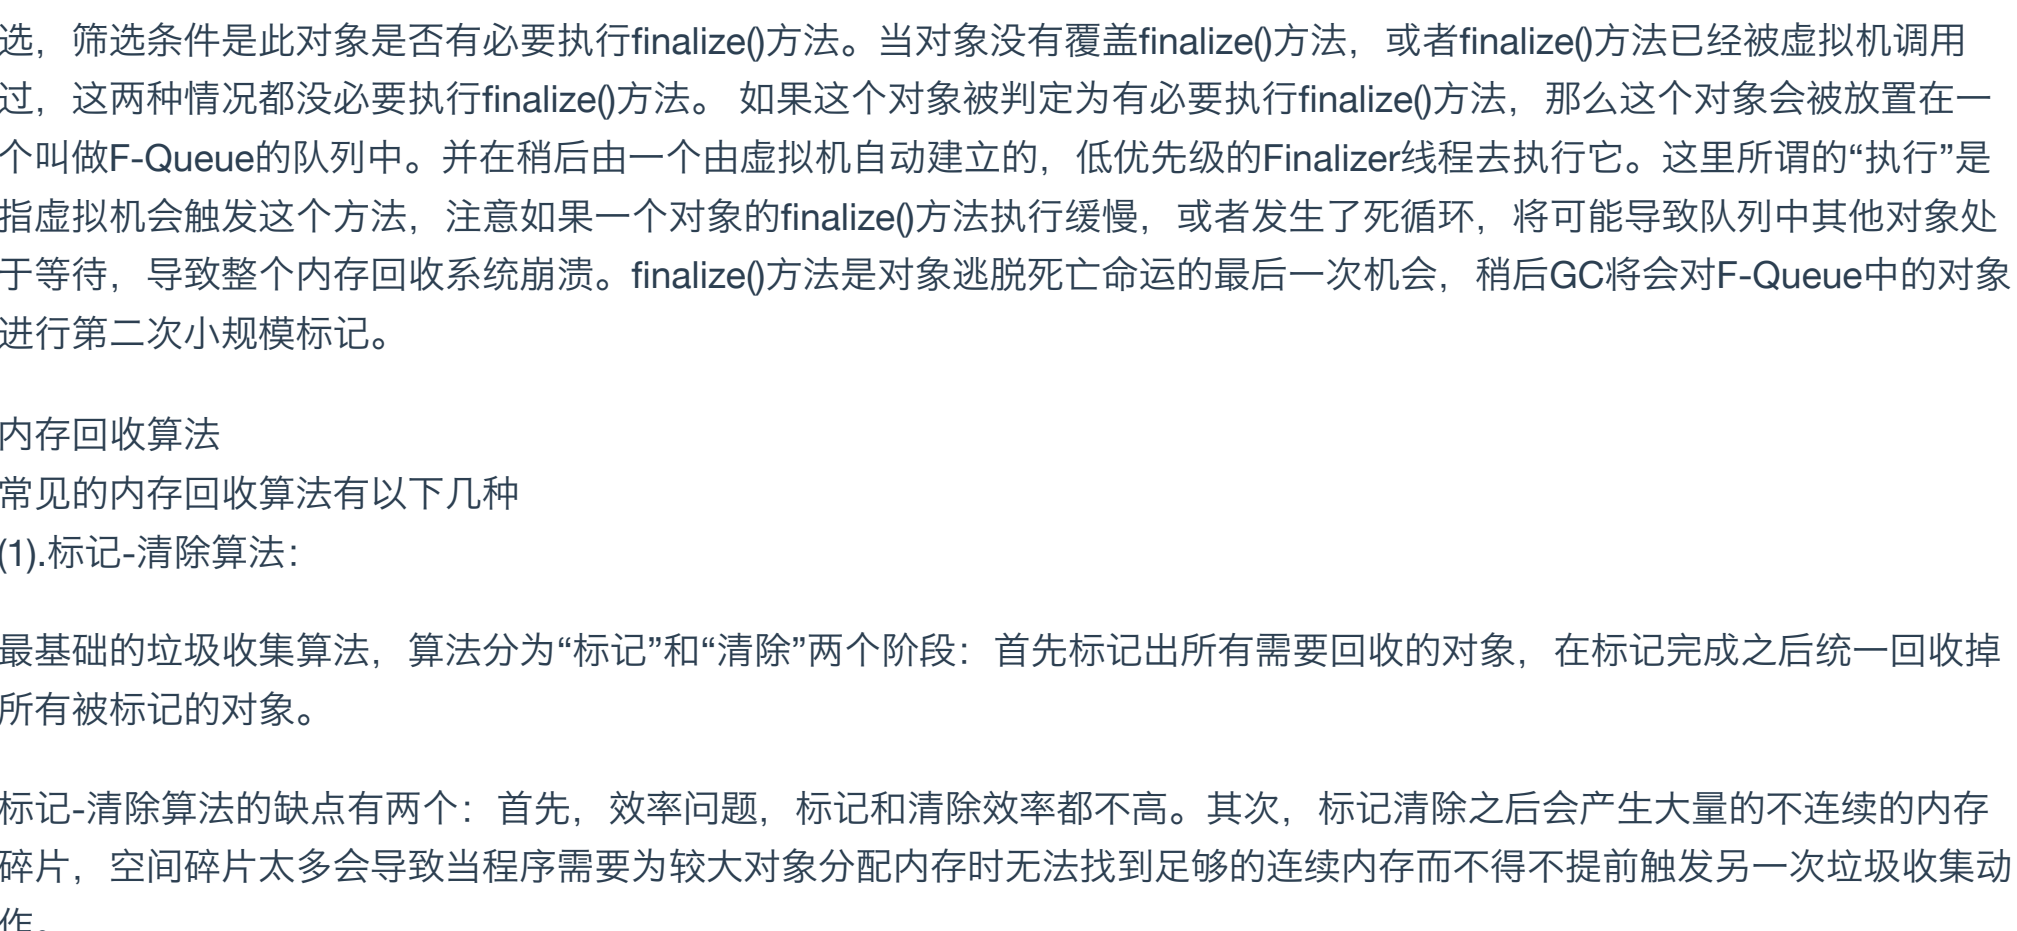 选，筛选条件是此对象是否有必要执行finalize()方法。当对象没有覆盖finalize()方法，或者finalize()方法已经被虚拟机调用
过，这两种情况都没必要执行finalize()方法。 如果这个对象被判定为有必要执行finalize()方法，那么这个对象会被放置在一
个叫做F-Queue的队列中。并在稍后由一个由虚拟机自动建立的，低优先级的Finalizer线程去执行它。这里所谓的“执行”是
指虚拟机会触发这个方法，注意如果一个对象的finalize()方法执行缓慢，或者发生了死循环，将可能导致队列中其他对象处
于等待，导致整个内存回收系统崩溃。finalize()方法是对象逃脱死亡命运的最后一次机会，稍后GC将会对F-Queue中的对象
进行第二次小规模标记。
内存回收算法
常见的内存回收算法有以下几种
(1).标记-清除算法：
最基础的垃圾收集算法，算法分为“标记”和“清除”两个阶段：首先标记出所有需要回收的对象，在标记完成之后统一回收掉
所有被标记的对象。
标记-清除算法的缺点有两个：首先，效率问题，标记和清除效率都不高。其次，标记清除之后会产生大量的不连续的内存
碎片，空间碎片太多会导致当程序需要为较大对象分配内存时无法找到足够的连续内存而不得不提前触发另一次垃圾收集动
作。